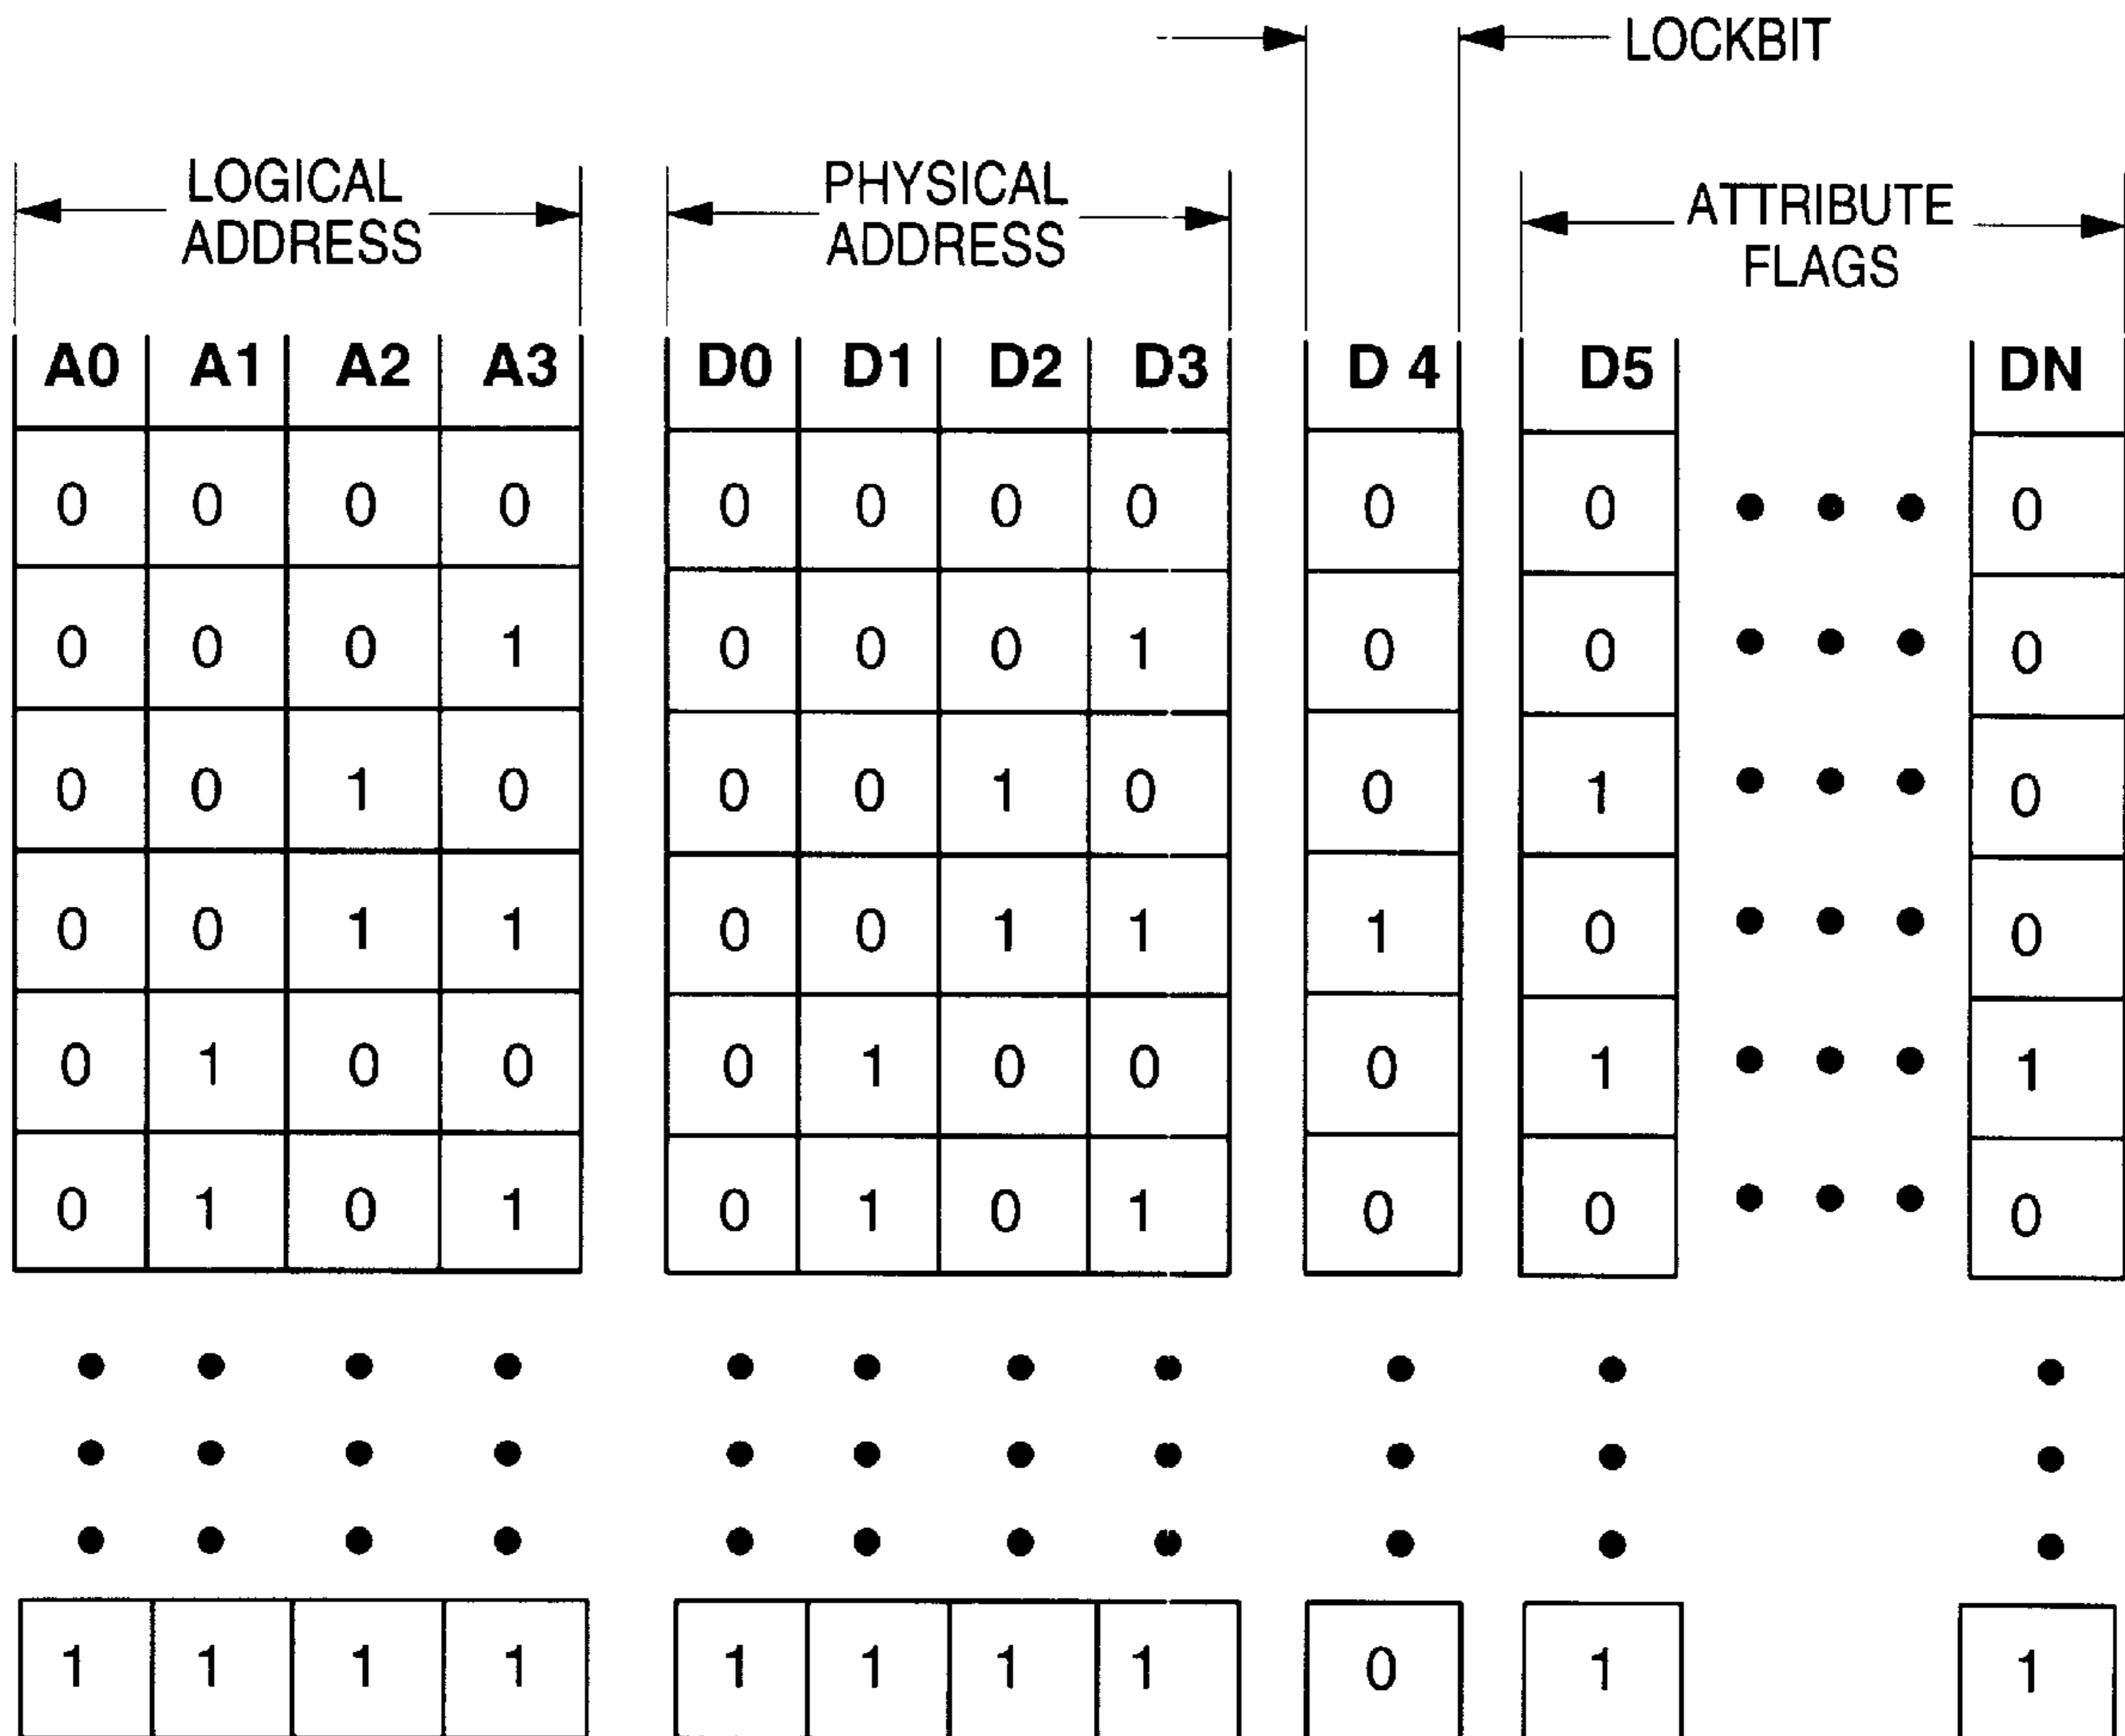 LOCKBIT
LOGICAL
ADDRESS
PHYSICAL
ADDRESS
ATTRIBUTE
FLAGS
A0 A1 A2 A3 D0 D1 D2 D3 D 4 D5 DN
0 0 0 0 0 0 0 0 0 0 0
0 0 0 1 0 0 0 1 0 0 0
0 0 1 0 0 0 1 0 0 1 0
0 0 1 1 0 0 1 1 1 0 0
0 1 0 0 0 1 0 0 0 1 1
0 1 0 1 0 1 0 1 0 0 0
1 1 1 1 1 1 1 1 0 1 1